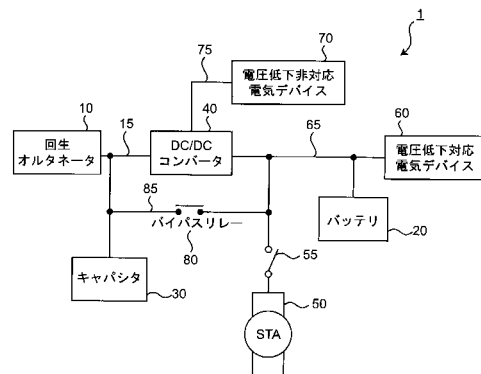 1
70
75
電圧低下非対応
電気デバイス
10
15
40
65
60
回生
オルタネータ
DC/DC
コンバータ
電圧低下対応
電気デバイス
85
バイパスリレー
80
バッテリ
20
キャパシタ
30
55
50
STA